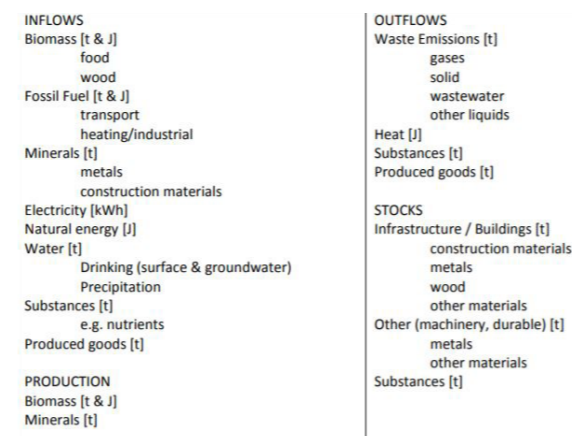 INFLOWS
Biomass [t & J]
food
wood
Fossil Fuel [t & J]
transport
heating/industrial
Minerals [t]
metals
construction materials
Electricity [kWh]
Natural energy [J]
Water [t]
Drinking (surface & groundwater)
Precipitation
Substances [t]
e.g. nutrients
Produced goods [t]
PRODUCTION
Biomass [t & J]
Minerals [t]
OUTFLOWS
Waste Emissions [t]
gases
solid
wastewater
other liquids
Heat [J]
Substances [t]
Produced goods [t]
STOCKS
Infrastructure / Buildings [t]
construction materials
metals
wood
other materials
Other (machinery, durable) [t]
metals
other materials
Substances [t]